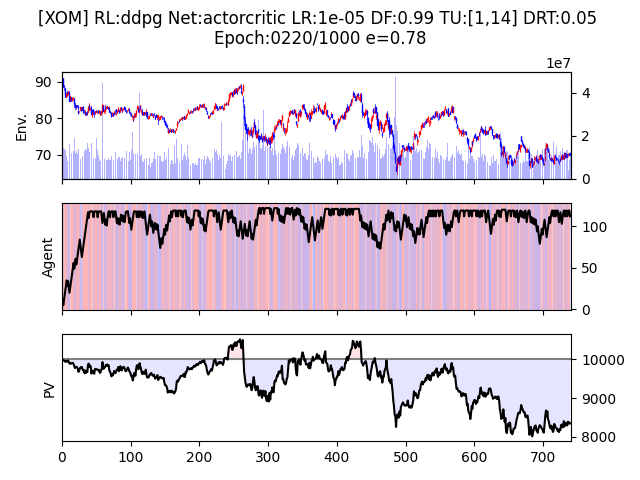 [XOM] RL:ddpg Net:actorcritic LR:1e-05 DF:0.99 TU:[1,14] DRT:0.05
Epoch:0220/1000 e=0.78
1e7
90
80
70
Env.
4
2
0
Agent
100
50
0
PV
10000
9000
8000
0 100 200 300 400 500 600 700